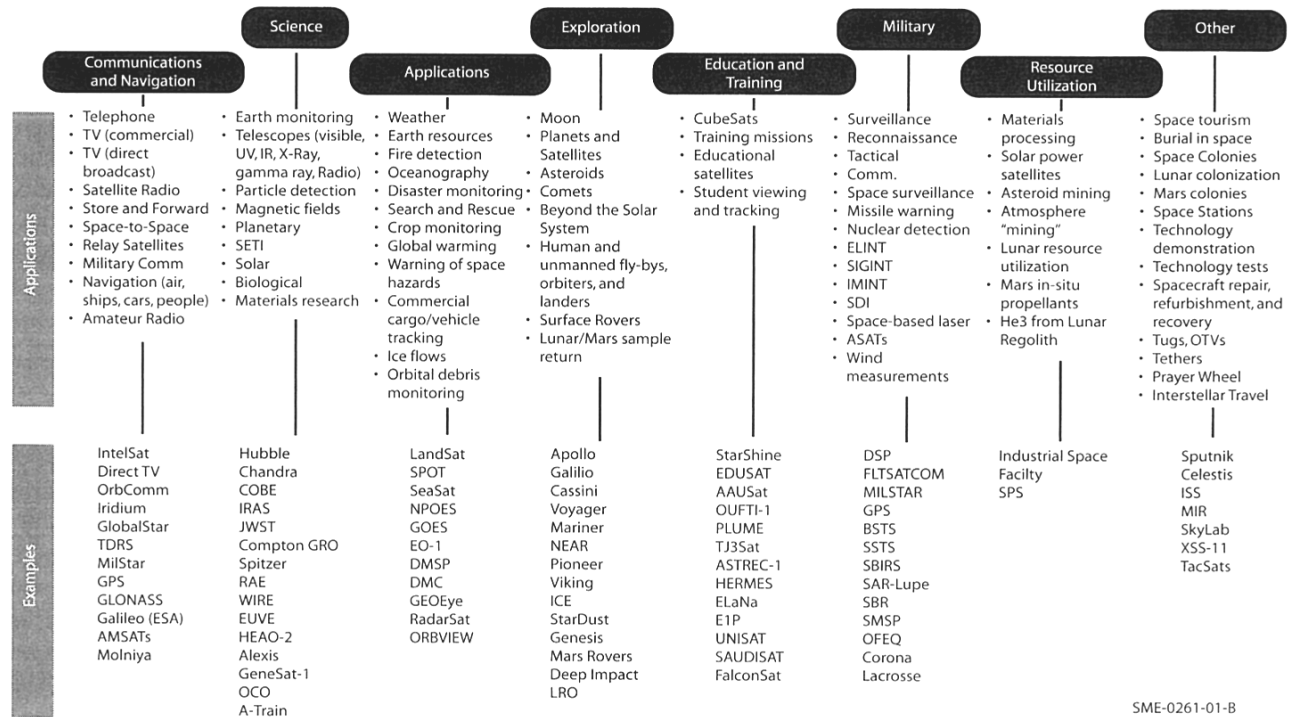 Science
Exploration
Military
Other
Communications
and Navigation
Applications
Education and
Training
Resource
Utilization
Applications
• Telephone
• TV (commercial)
• TV (direct
broadcast)
• Satellite Radio
• Store and Forward
• Space-to-Space
• Relay Satellites
• Military Comm
• Navigation (air,
ships, cars, people)
• Amateur Radio
• Earth monitoring
• Telescopes (visible,
UV, IR, X-Ray,
gamma ray, Radio)
• Particle detection
• Magnetic fields
• Planetary
• SETI
• Solar
• Biological
• Materials research
• Weather
• Earth resources
• Fire detection
• Oceanography
• Disaster monitoring
• Search and Rescue
• Crop monitoring
• Global warming
• Warning of space
hazards
• Commercial
cargo/vehicle
tracking
• Ice flows
• Orbital debris
monitoring
• Moon
• Planets and
Satellites
• Asteroids
• Comets
• Beyond the Solar
System
• Human and
unmanned fly-bys,
orbiters, and
landers
• Surface Rovers
• Lunar/Mars sample
return
• CubeSats
• Training missions
• Educational
satellites
• Student viewing
and tracking
• Surveillance
• Reconnaissance
• Tactical
• Comm.
• Space surveillance
• Missile warning
• Nuclear detection
• ELINT
• SIGINT
• IMINT
• SDI
• Space-based laser
• ASATs
• Wind
measurements
• Materials
processing
• Solar power
satellites
• Asteroid mining
• Atmosphere
“mining”
• Lunar resource
utilization
• Mars in-situ
propellants
• He3 from Lunar
Regolith
• Space tourism
• Burial in space
• Space Colonies
• Lunar colonization
• Mars colonies
• Space Stations
• Technology
demonstration
• Technology tests
• Spacecraft repair,
refurbishment, and
recovery
• Tugs, OTVs
• Tethers
• Prayer Wheel
• Interstellar Travel
Examples
IntelSat
Direct TV
OrbComm
Iridium
GlobalStar
TDRS
MilStar
GPS
GLONASS
Galileo (ESA)
AMSATs
Molniya
Hubble
Chandra
COBE
IRAS
JWST
Compton GRO
Spitzer
RAE
WIRE
EUVE
HEAO-2
Alexis
GeneSat-1
OCO
A-Train
LandSat
SPOT
SeaSat
NPOES
GOES
EO-1
DMSP
DMC
GEOEye
RadarSat
ORBVIEW
Apollo
Galilio
Cassini
Voyager
Mariner
NEAR
Pioneer
Viking
ICE
StarDust
Genesis
Mars Rovers
Deep Impact
LRO
StarShine
EDUSAT
AAUSat
OUFTI-1
PLUME
TJ3Sat
ASTREC-1
HERMES
ELaNa
E1P
UNISAT
SAUDISAT
FalconSat
DSP
FLTSATCOM
MILSTAR
GPS
BSTS
SSTS
SBIRS
SAR-Lupe
SBR
SMSP
OFEQ
Corona
Lacrosse
Industrial Space
Facilty
SPS
Sputnik
Celestis
ISS
MIR
SkyLab
XSS-11
TacSats
SME-0261-01-B